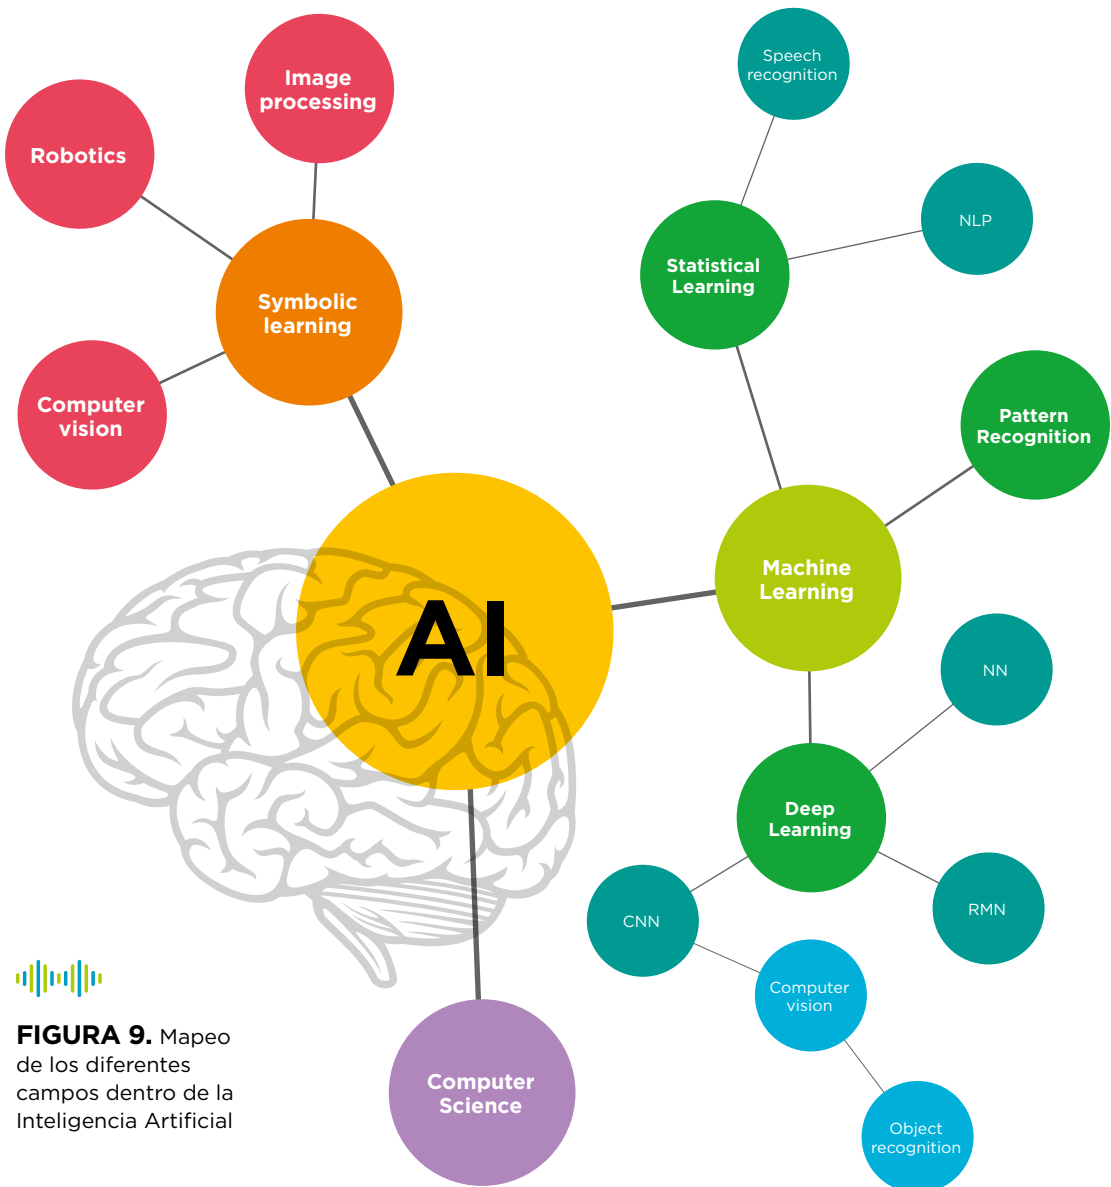 Image
processing
Robotics
Symbolic
learning
Computer
vision
Speech
recognition
NLP
Statistical
Learning
Pattern
Recognition
Machine
Learning
AI
NN
Deep
Learning
CNN
RMN
Computer
vision
Object
recognition
Computer
Science
FIGURA 9. Mapeo
de los diferentes
campos dentro de la
Inteligencia Artificial